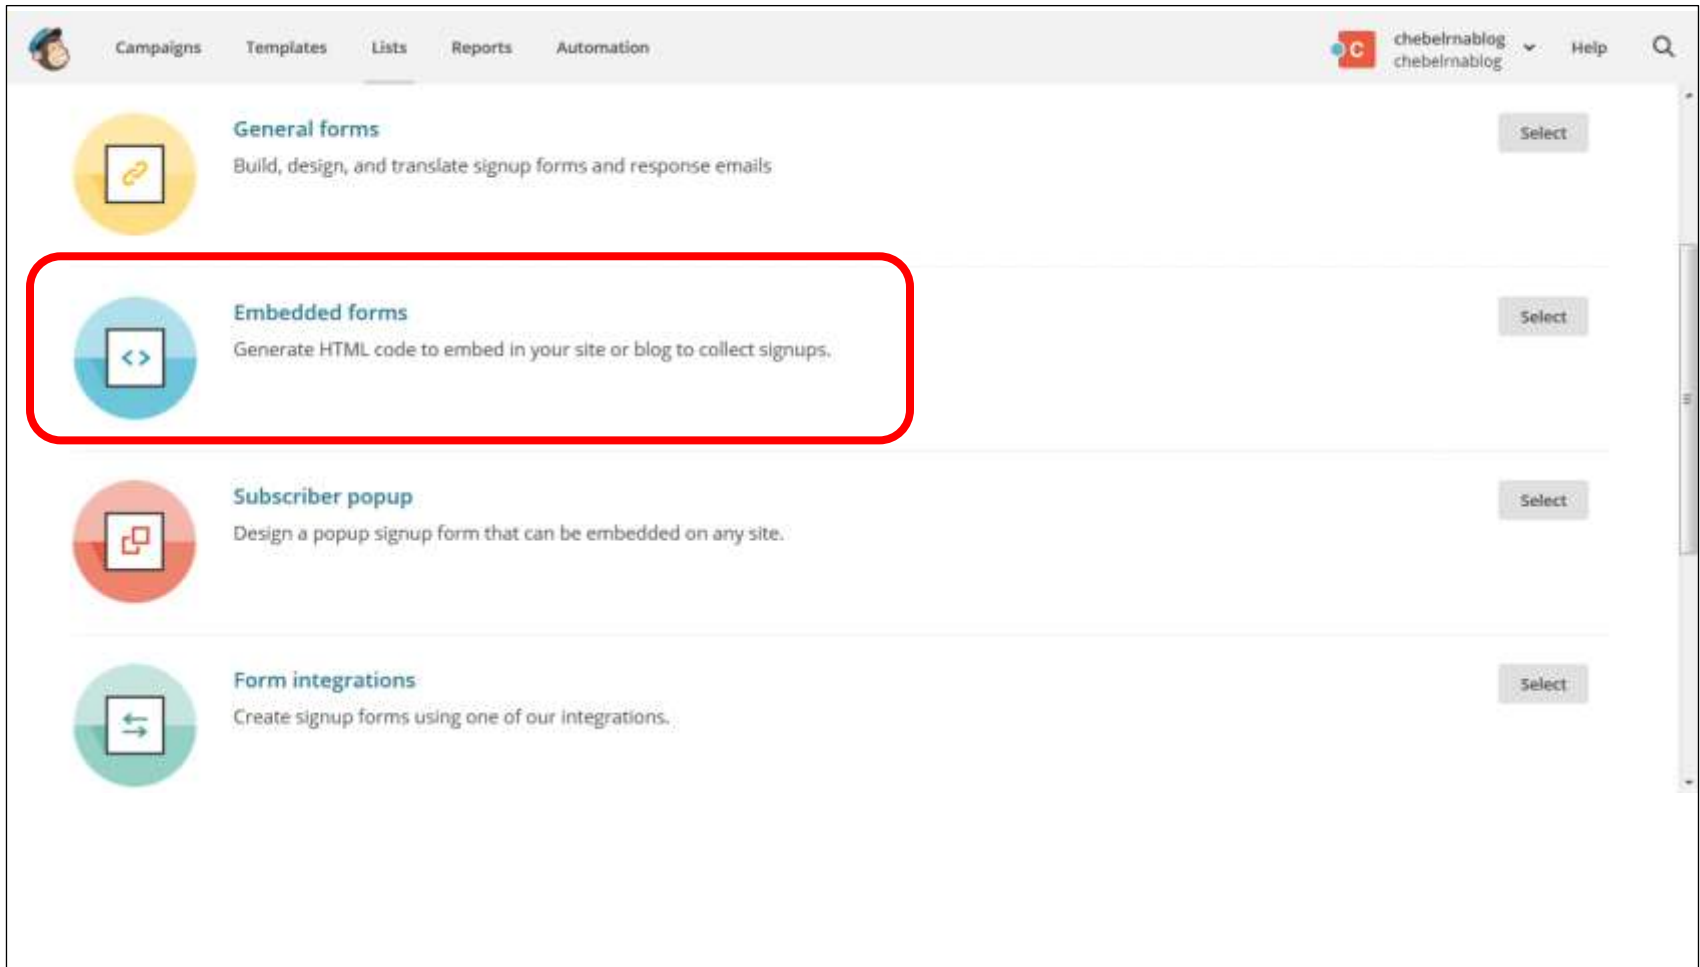 Campaigns Templates Lists Reports Automation
C
chebelrnablog
chebelrnablog
Help
General forms
Select
Build, design, and translate signup forms and response emails
Embedded forms
Select
Generate HTML code to embed in your site or blog to collect signups.
Subscriber popup
Select
Design a popup signup form that can be embedded on any site.
Form integrations
Select
Create signup forms using one of our integrations.